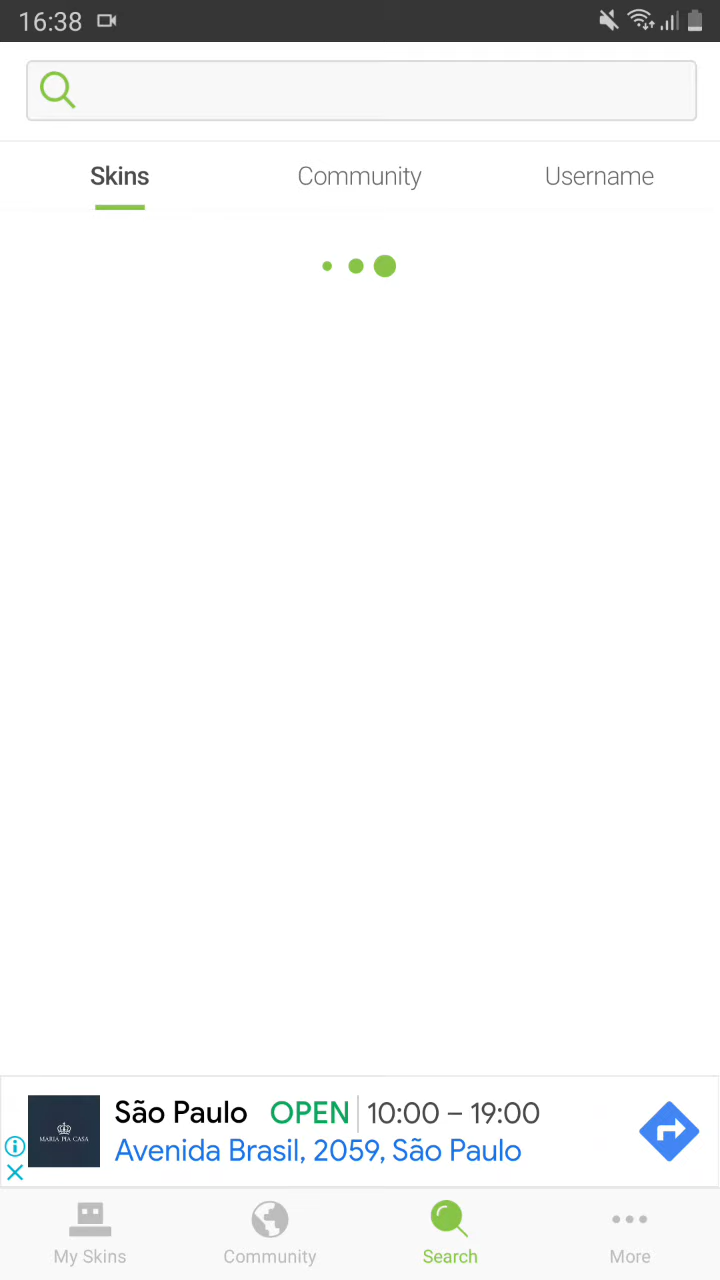 16:38
Skins Community Username
São Paulo OPEN 10:00 – 19:00
MARIA PIA CASA
Avenida Brasil, 2059, São Paulo
My Skins Community Search More